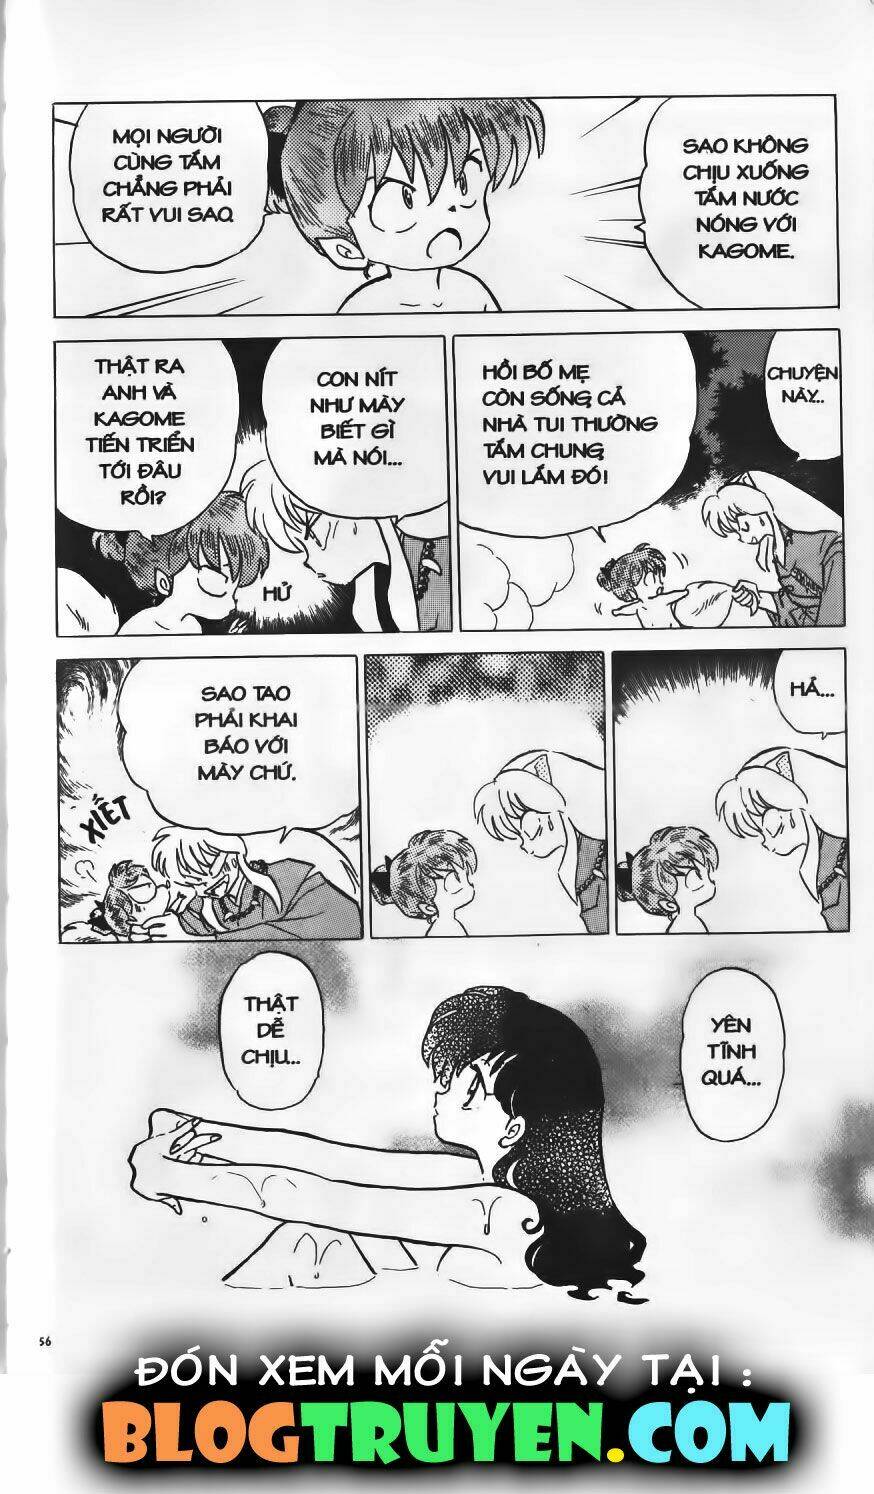 SAO KHÔNG
CHỊU XUỐNG
TẮM NƯỚC
NÓNG VỚI
KAGOME.
MỌI NGƯỜI
CÙNG TẮM
CHẲNG PHẢI
RẤT VUI SAO.
CHUYỆN
NÀY...
HỒI BỐ MẸ
CÒN SỐNG, CẢ
NHÀ TUI THƯỜNG
TẮM CHUNG,
VUI LẮM ĐÓ!
CON NÍT
NHƯ MÀY
BIẾT GÌ
MÀ NÓI...
THẬT RA
ANH VÀ
KAGOME
TIẾN TRIỂN
TỚI ĐÂU
RỒI?
HỬ
HẢ...
SAO TAO
PHẢI KHAI
BÁO VỚI
MÀY CHỨ.
XIẾT
YÊN
TĨNH
QUÁ...
THẬT
DỄ
CHỊU...
56
ĐÓN XEM MỖI NGÀY TẠI :
BLOGTRUYEN.COM